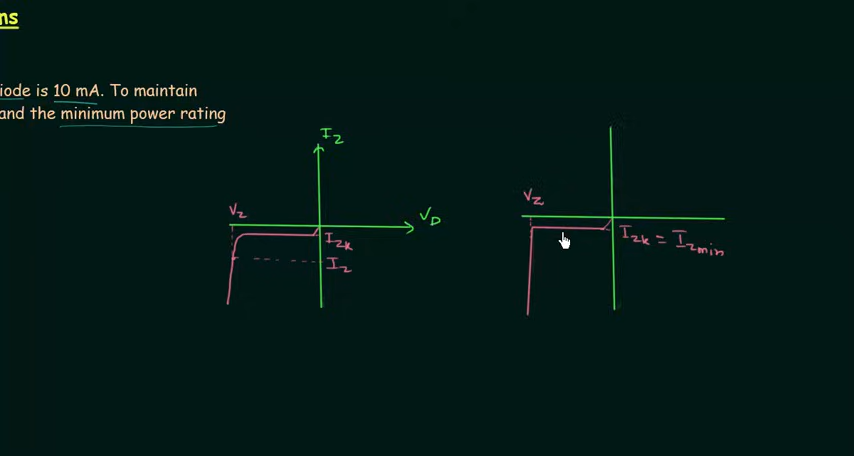 ns
iode is 10 mA. To maintain
and the minimum power rating
I_Z
V_Z
V_D
I_Zk
I_Z
V_Z
I_Zk = I_Zmin